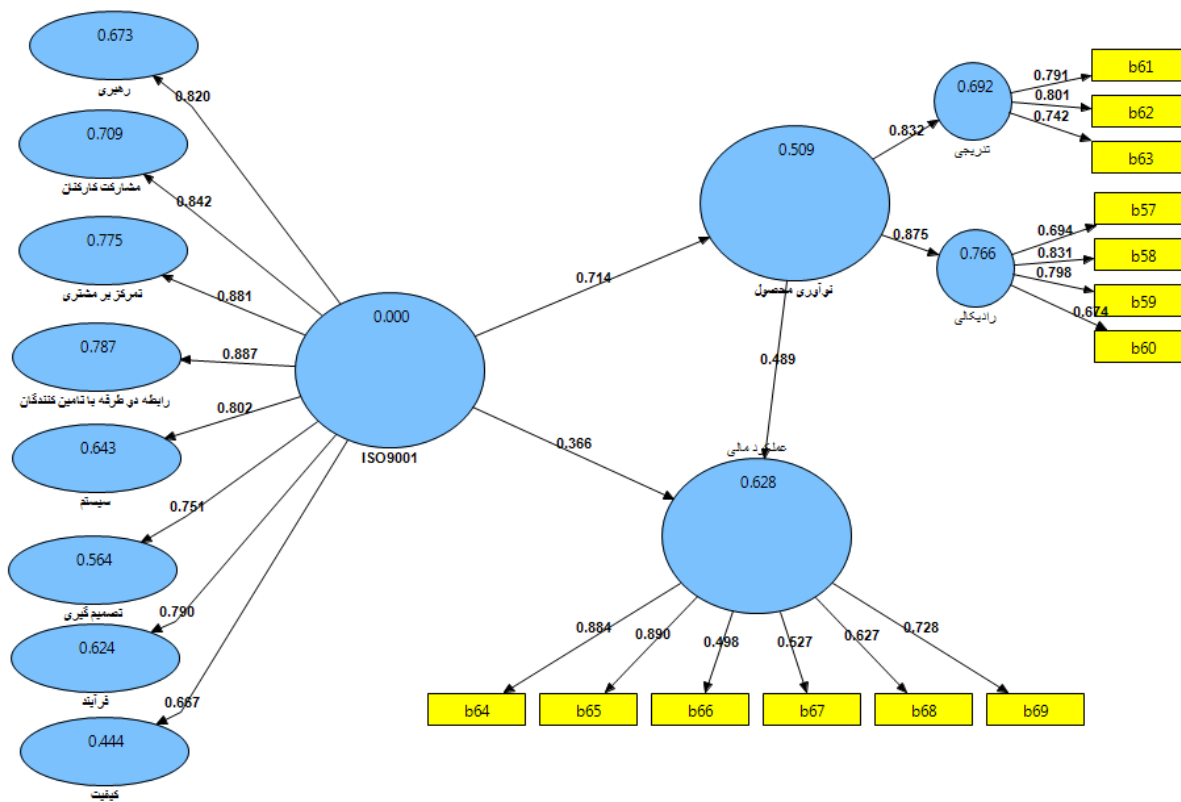 0.673
رهبری
0.820
0.709
مشارکت کارکنان
0.842
0.775
تمرکز بر مشتری
0.881
0.787
رابطه دو طرفه با تامین کنندگان
0.887
0.643
سیستم
0.802
0.564
تصمیم گیری
0.751
0.624
فرآیند
0.790
0.444
کیفیت
0.667
0.000
ISO9001
0.714
0.366
0.509
نوآوری محصول
0.489
0.832
0.875
0.692
تدریجی
0.791
0.801
0.742
b61
b62
b63
0.766
رادیکالی
0.694
0.831
0.798
0.674
b57
b58
b59
b60
عملکرد مالی
0.628
0.884
0.890
0.498
0.527
0.627
0.728
b64
b65
b66
b67
b68
b69